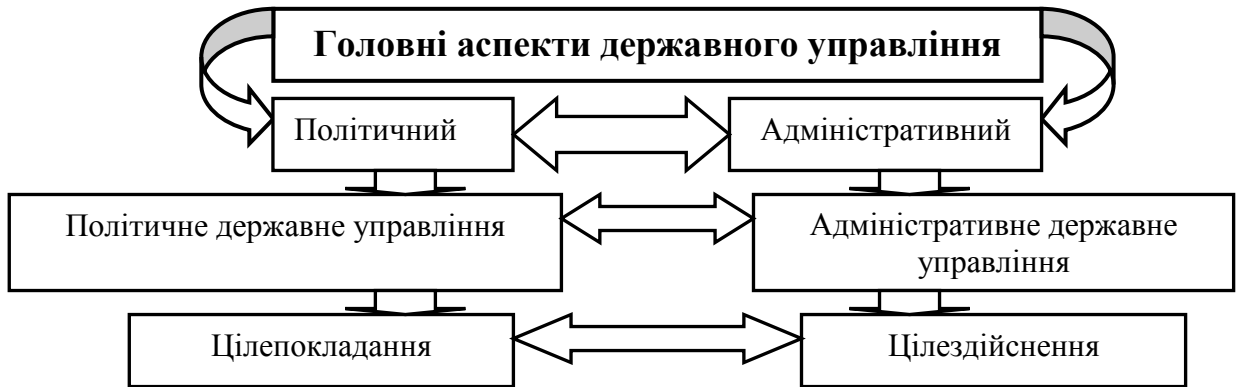 Головні аспекти державного управління
Політичний
Адміністративний
Політичне державне управління
Адміністративне державне
управління
Цілепокладання
Цілездійснення